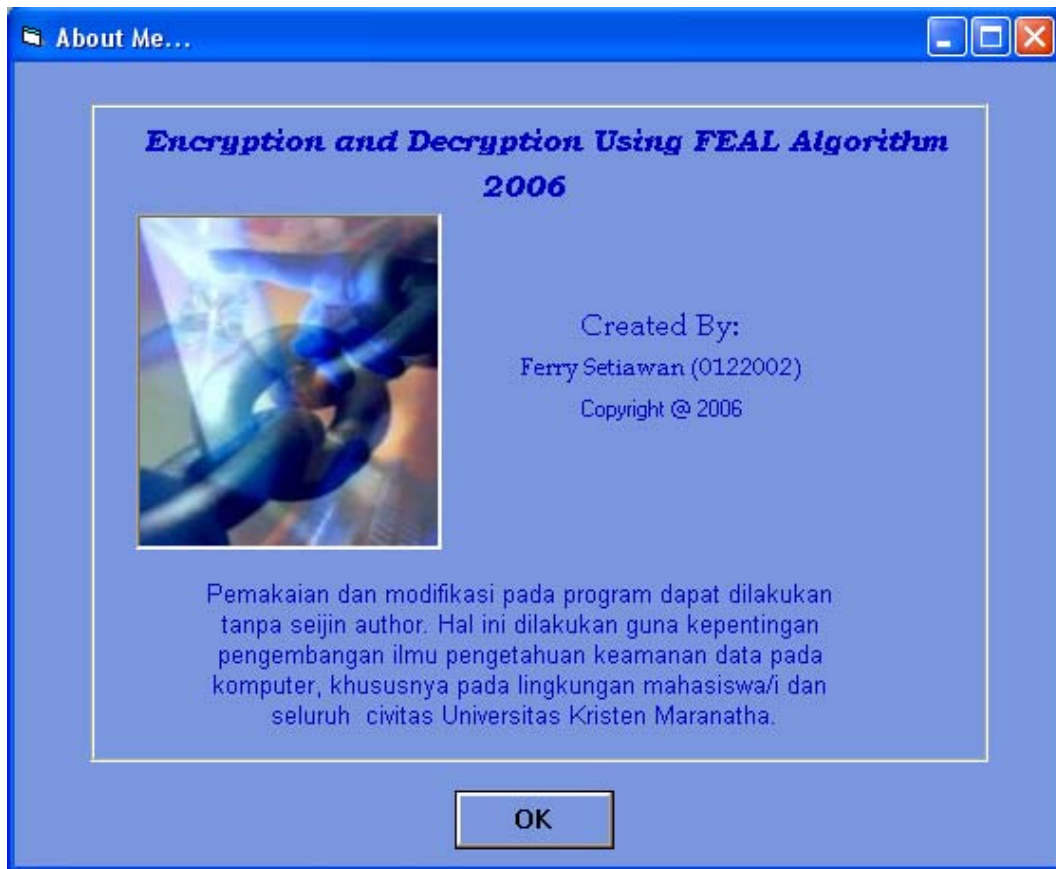 About Me...
Encryption and Decryption Using FEAL Algorithm
2006
Created By:
Ferry Setiawan (0122002)
Copyright @ 2006
Pemakaian dan modifikasi pada program dapat dilakukan
tanpa seijin author. Hal ini dilakukan guna kepentingan
pengembangan ilmu pengetahuan keamanan data pada
komputer, khususnya pada lingkungan mahasiswa/i dan
seluruh civitas Universitas Kristen Maranatha.
OK